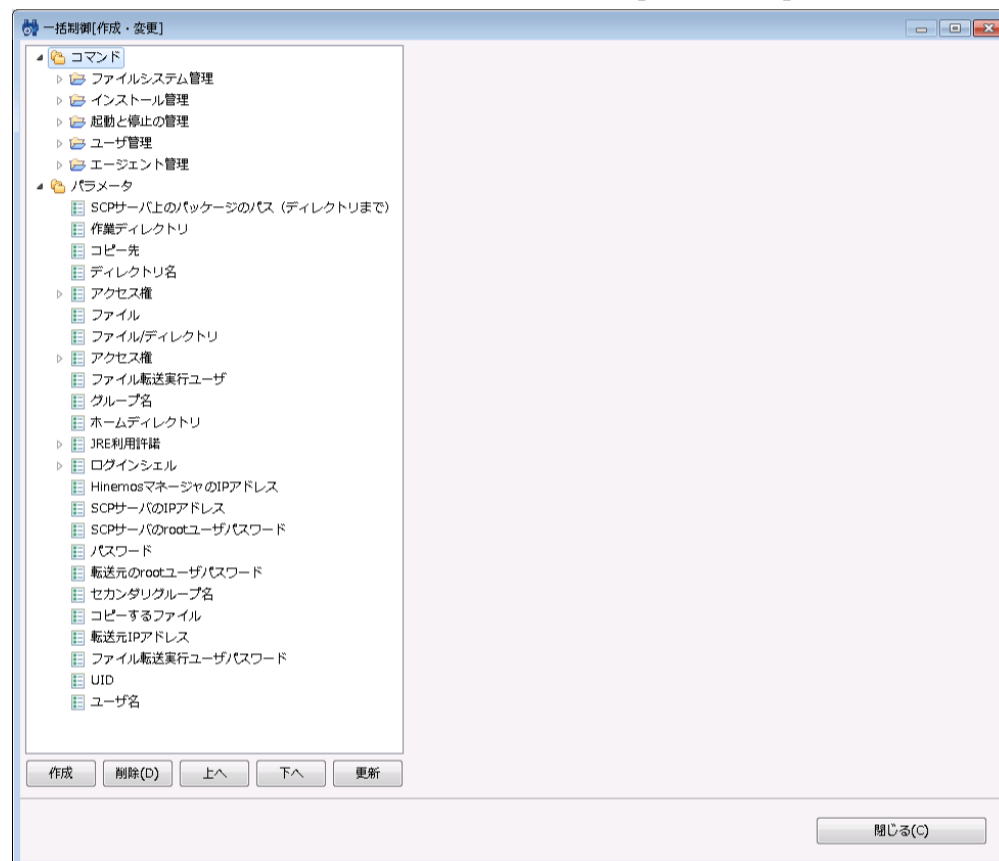 一括制御[作成・変更]
コマンド
ファイルシステム管理
インストール管理
起動と停止の管理
ユーザ管理
エージェント管理
パラメータ
SCPサーバ上のパッケージのパス（ディレクトリまで）
作業ディレクトリ
コピー先
ディレクトリ名
アクセス権
ファイル
ファイル/ディレクトリ
アクセス権
ファイル転送実行ユーザ
グループ名
ホームディレクトリ
JRE利用許諾
ログインシェル
HinemosマネージャのIPアドレス
SCPサーバのIPアドレス
SCPサーバのrootユーザパスワード
パスワード
転送元のrootユーザパスワード
セカンダリグループ名
コピーするファイル
転送元IPアドレス
ファイル転送実行ユーザパスワード
UID
ユーザ名
作成 削除(D) 上へ 下へ 更新
閉じる(C)